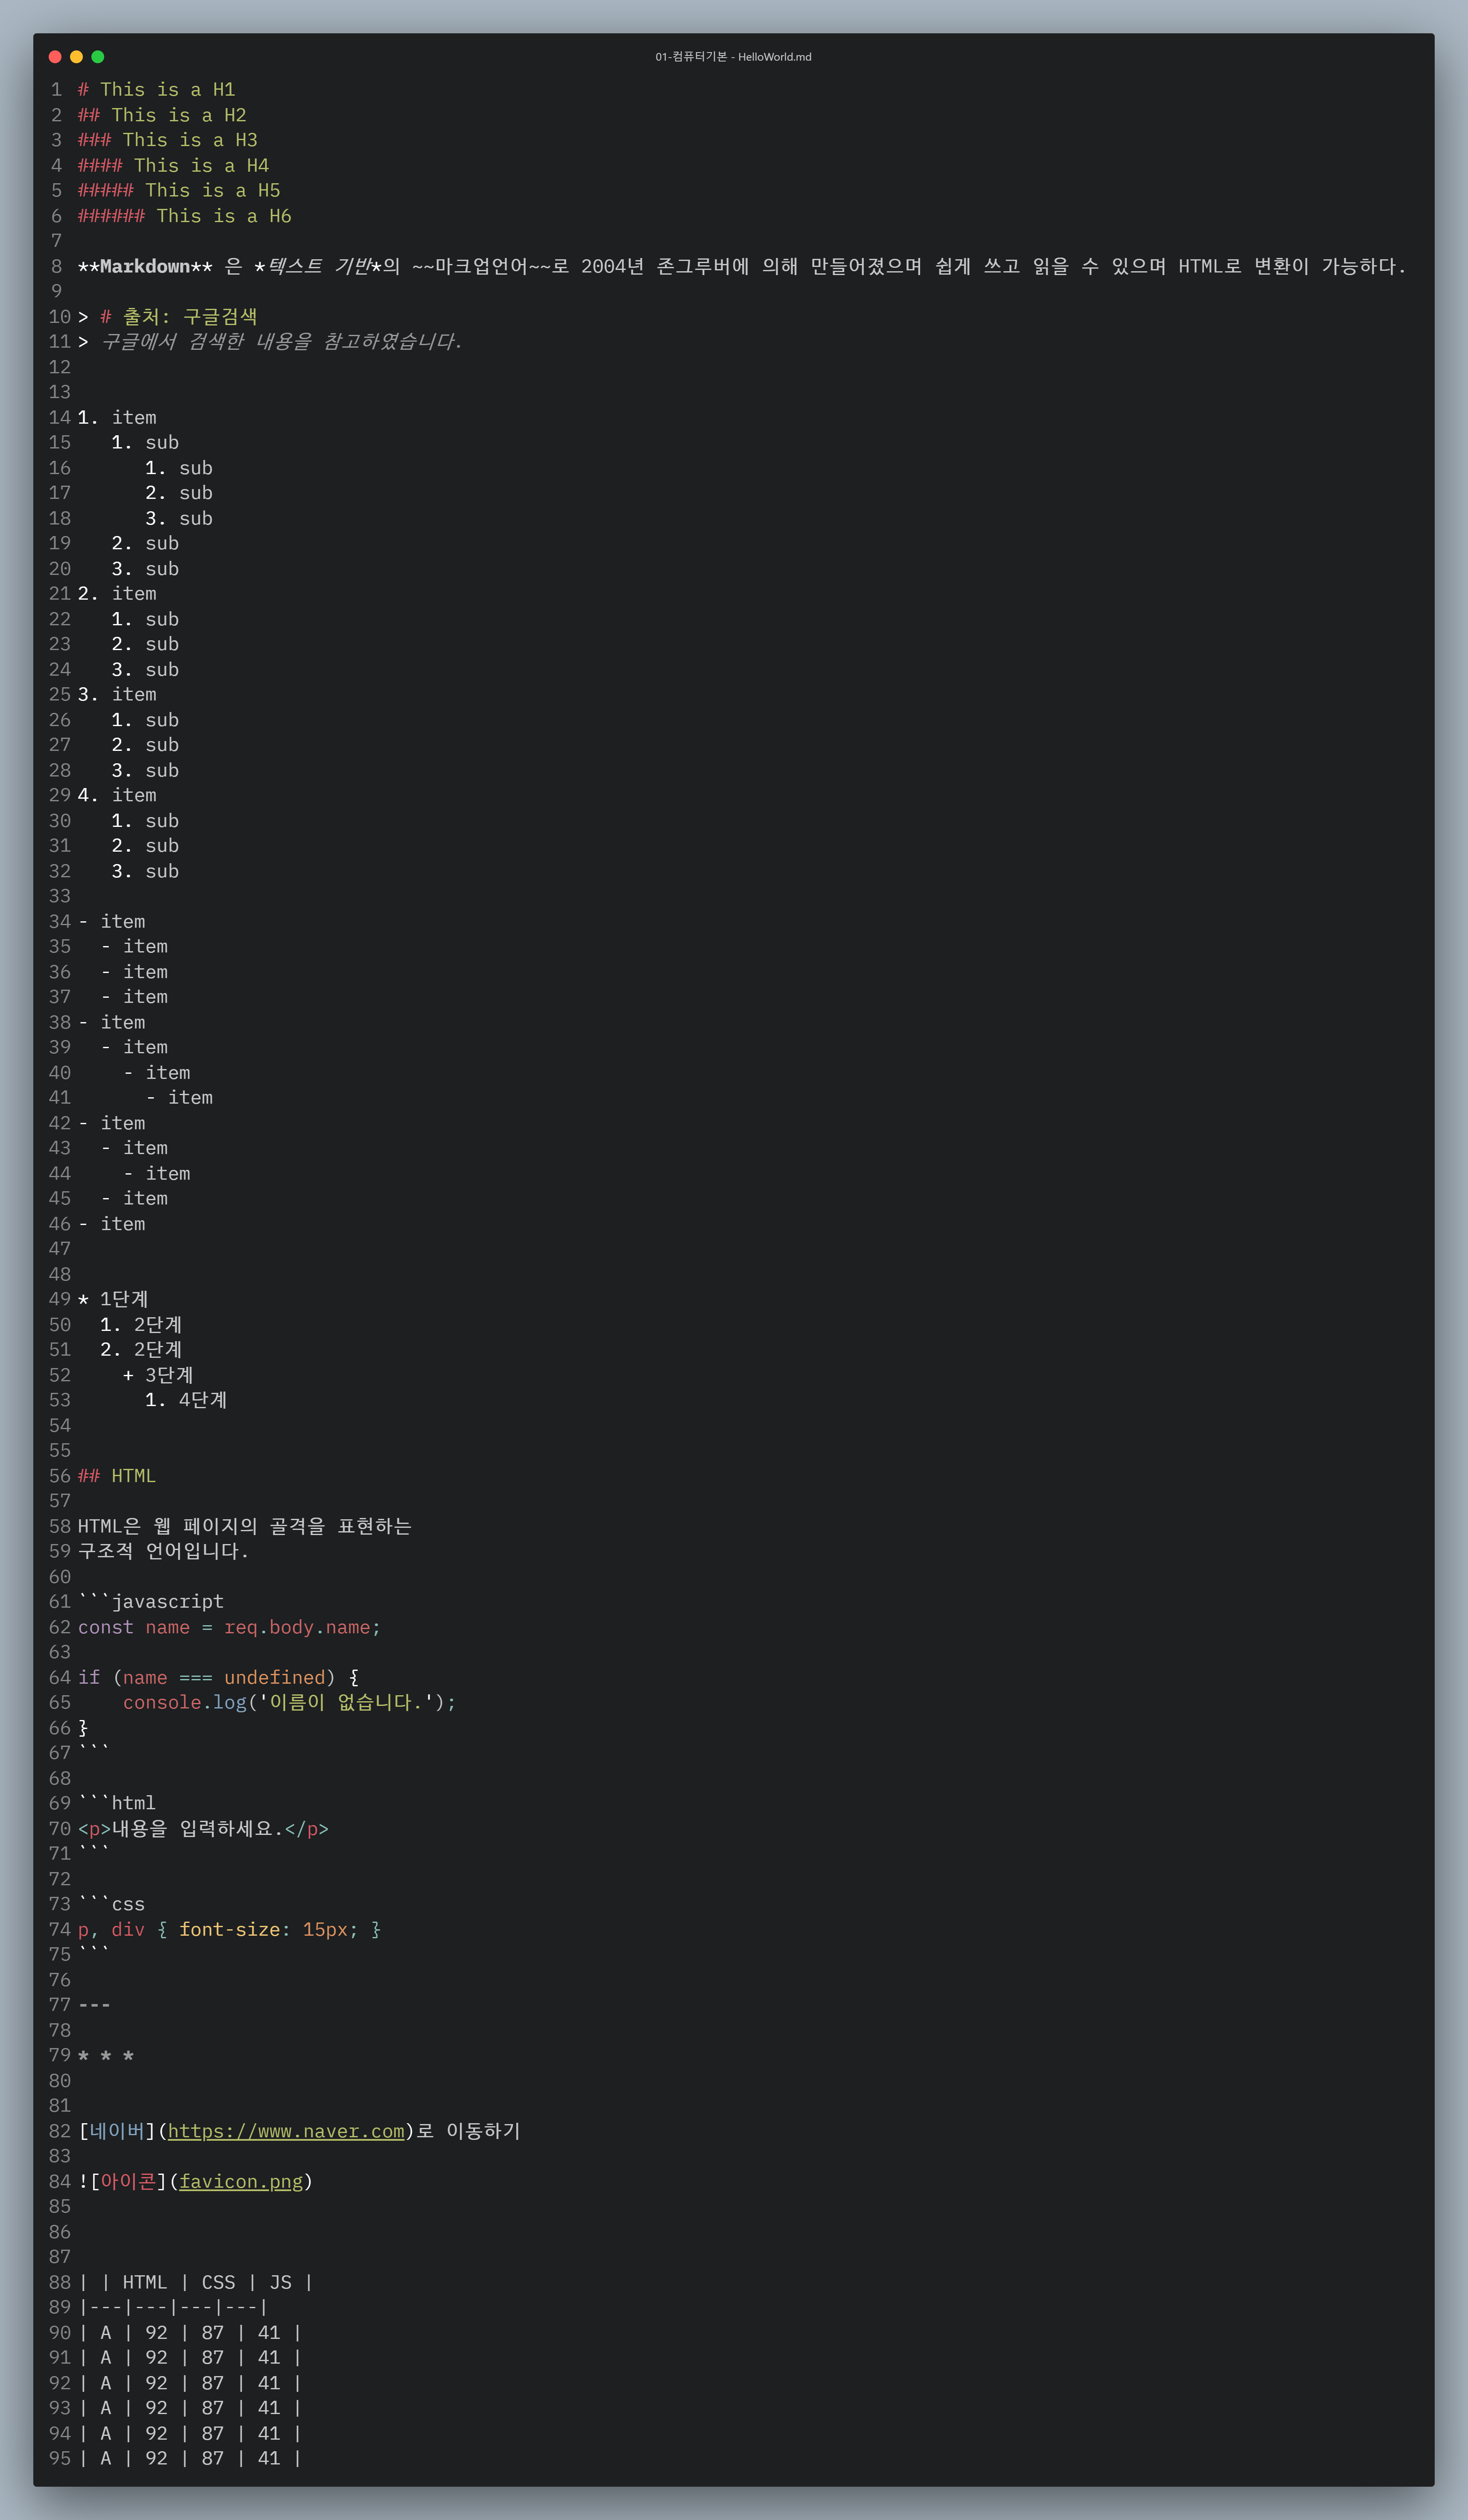 01-컴퓨터기본 - HelloWorld.md
1 # This is a H1
2 ## This is a H2
3 ### This is a H3
4 #### This is a H4
5 ##### This is a H5
6 ###### This is a H6
7
8 **Markdown** 은 *텍스트 기반*의 ~~마크업언어~~로 2004년 존그루버에 의해 만들어졌으며 쉽게 쓰고 읽을 수 있으며 HTML로 변환이 가능하다.
9
10 > # 출처: 구글검색
11 > 구글에서 검색한 내용을 참고하였습니다.
12
13
14 1. item
15    1. sub
16       1. sub
17       2. sub
18       3. sub
19    2. sub
20    3. sub
21 2. item
22    1. sub
23    2. sub
24    3. sub
25 3. item
26    1. sub
27    2. sub
28    3. sub
29 4. item
30    1. sub
31    2. sub
32    3. sub
33
34 - item
35   - item
36   - item
37   - item
38 - item
39   - item
40     - item
41       - item
42 - item
43   - item
44     - item
45   - item
46 - item
47
48
49 * 1단계
50   1. 2단계
51   2. 2단계
52     + 3단계
53       1. 4단계
54
55
56 ## HTML
57
58 HTML은 웹 페이지의 골격을 표현하는
59 구조적 언어입니다.
60
61 ```javascript
62 const name = req.body.name;
63
64 if (name === undefined) {
65     console.log('이름이 없습니다.');
66 }
67 ```
68
69 ```html
70 <p>내용을 입력하세요.</p>
71 ```
72
73 ```css
74 p, div { font-size: 15px; }
75 ```
76
77 ---
78
79 * * *
80
81
82 [네이버](https://www.naver.com)로 이동하기
83
84 ![아이콘](favicon.png)
85
86
87
88 | | HTML | CSS | JS |
89 |---|---|---|---|
90 | A | 92 | 87 | 41 |
91 | A | 92 | 87 | 41 |
92 | A | 92 | 87 | 41 |
93 | A | 92 | 87 | 41 |
94 | A | 92 | 87 | 41 |
95 | A | 92 | 87 | 41 |